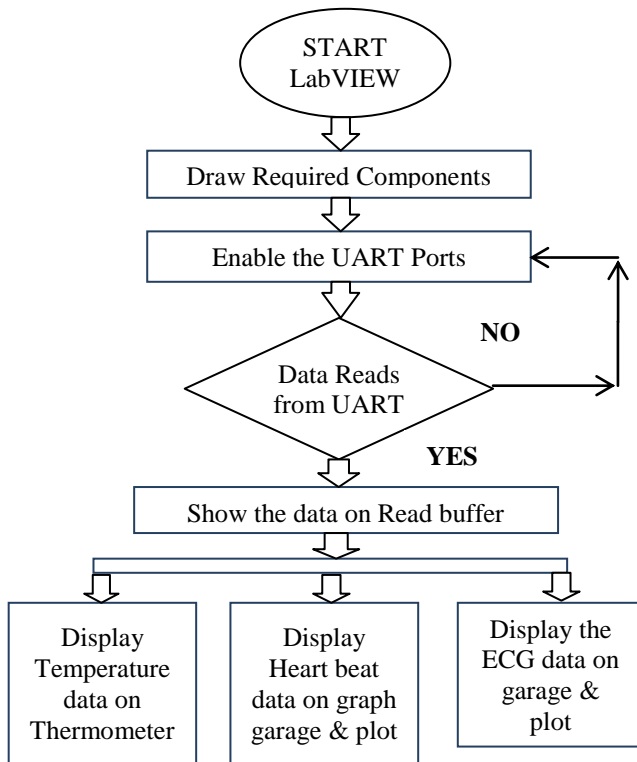 START
LabVIEW
Draw Required Components
Enable the UART Ports
NO
Data Reads
from UART
YES
Show the data on Read buffer
Display
Temperature
data on
Thermometer
Display
Heart beat
data on graph
garage & plot
Display the
ECG data on
garage &
plot